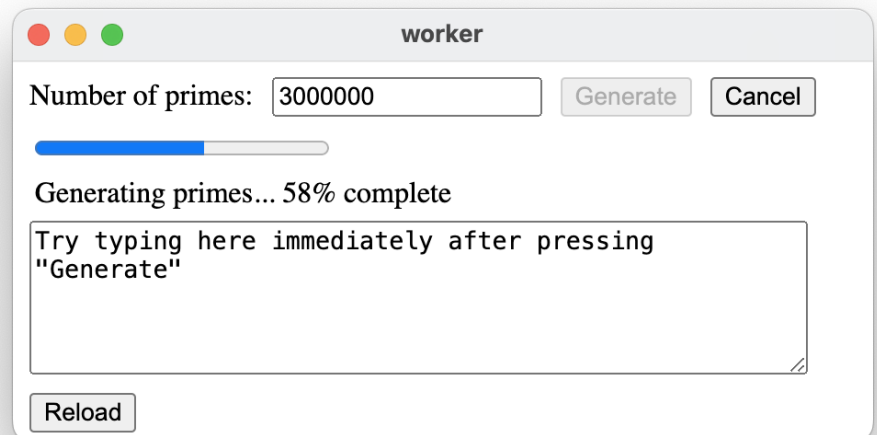 worker
Number of primes: 3000000 Generate Cancel
Generating primes... 58% complete
Try typing here immediately after pressing
"Generate"
Reload